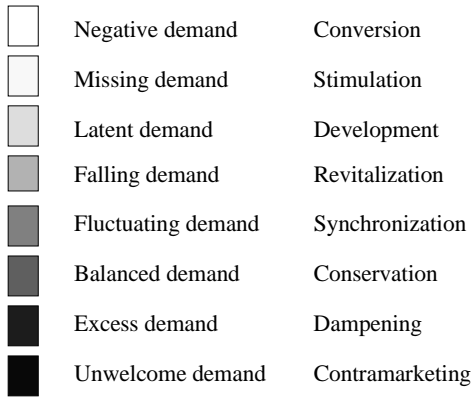 Negative demand Conversion
Missing demand Stimulation
Latent demand Development
Falling demand Revitalization
Fluctuating demand Synchronization
Balanced demand Conservation
Excess demand Dampening
Unwelcome demand Contramarketing